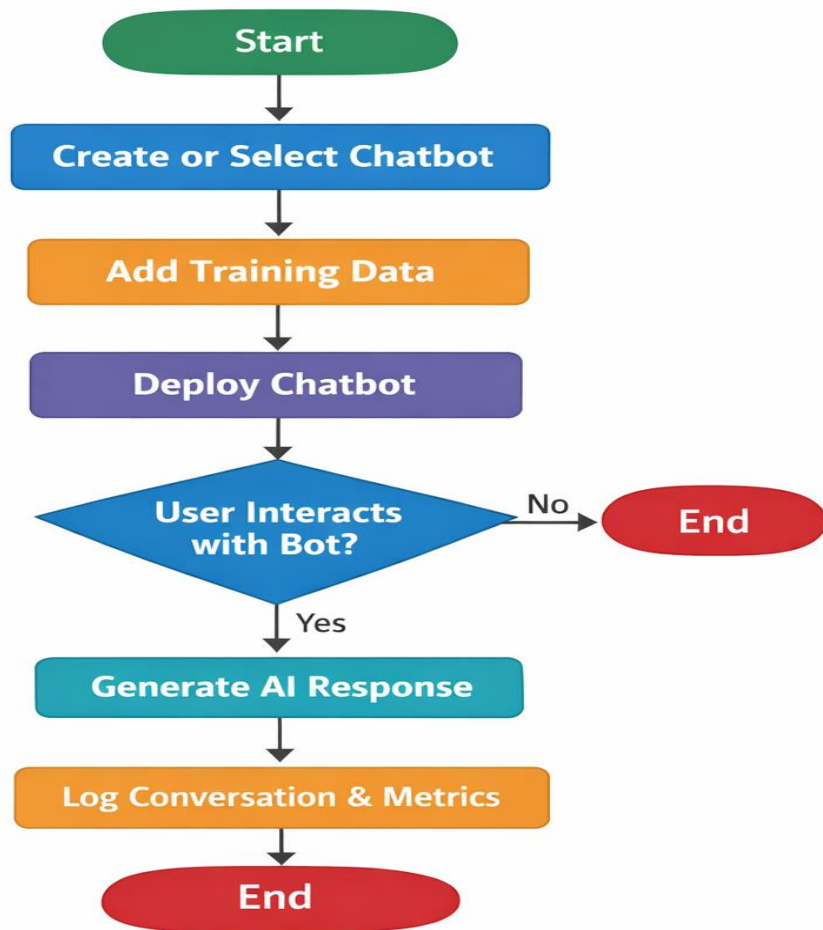 Start
Create or Select Chatbot
Add Training Data
Deploy Chatbot
User Interacts
with Bot?
No
End
Yes
Generate AI Response
Log Conversation & Metrics
End